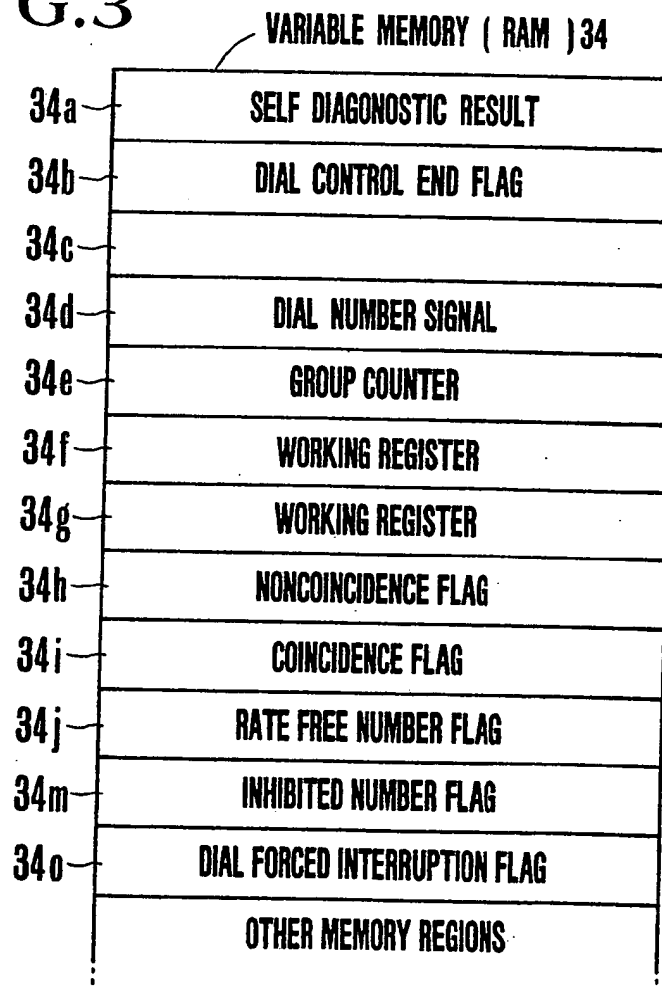 G.3
VARIABLE MEMORY ( RAM ) 34
34a SELF DIAGONOSTIC RESULT
34b DIAL CONTROL END FLAG
34c
34d DIAL NUMBER SIGNAL
34e GROUP COUNTER
34f WORKING REGISTER
34g WORKING REGISTER
34h NONCOINCIDENCE FLAG
34i COINCIDENCE FLAG
34j RATE FREE NUMBER FLAG
34m INHIBITED NUMBER FLAG
34o DIAL FORCED INTERRUPTION FLAG
OTHER MEMORY REGIONS